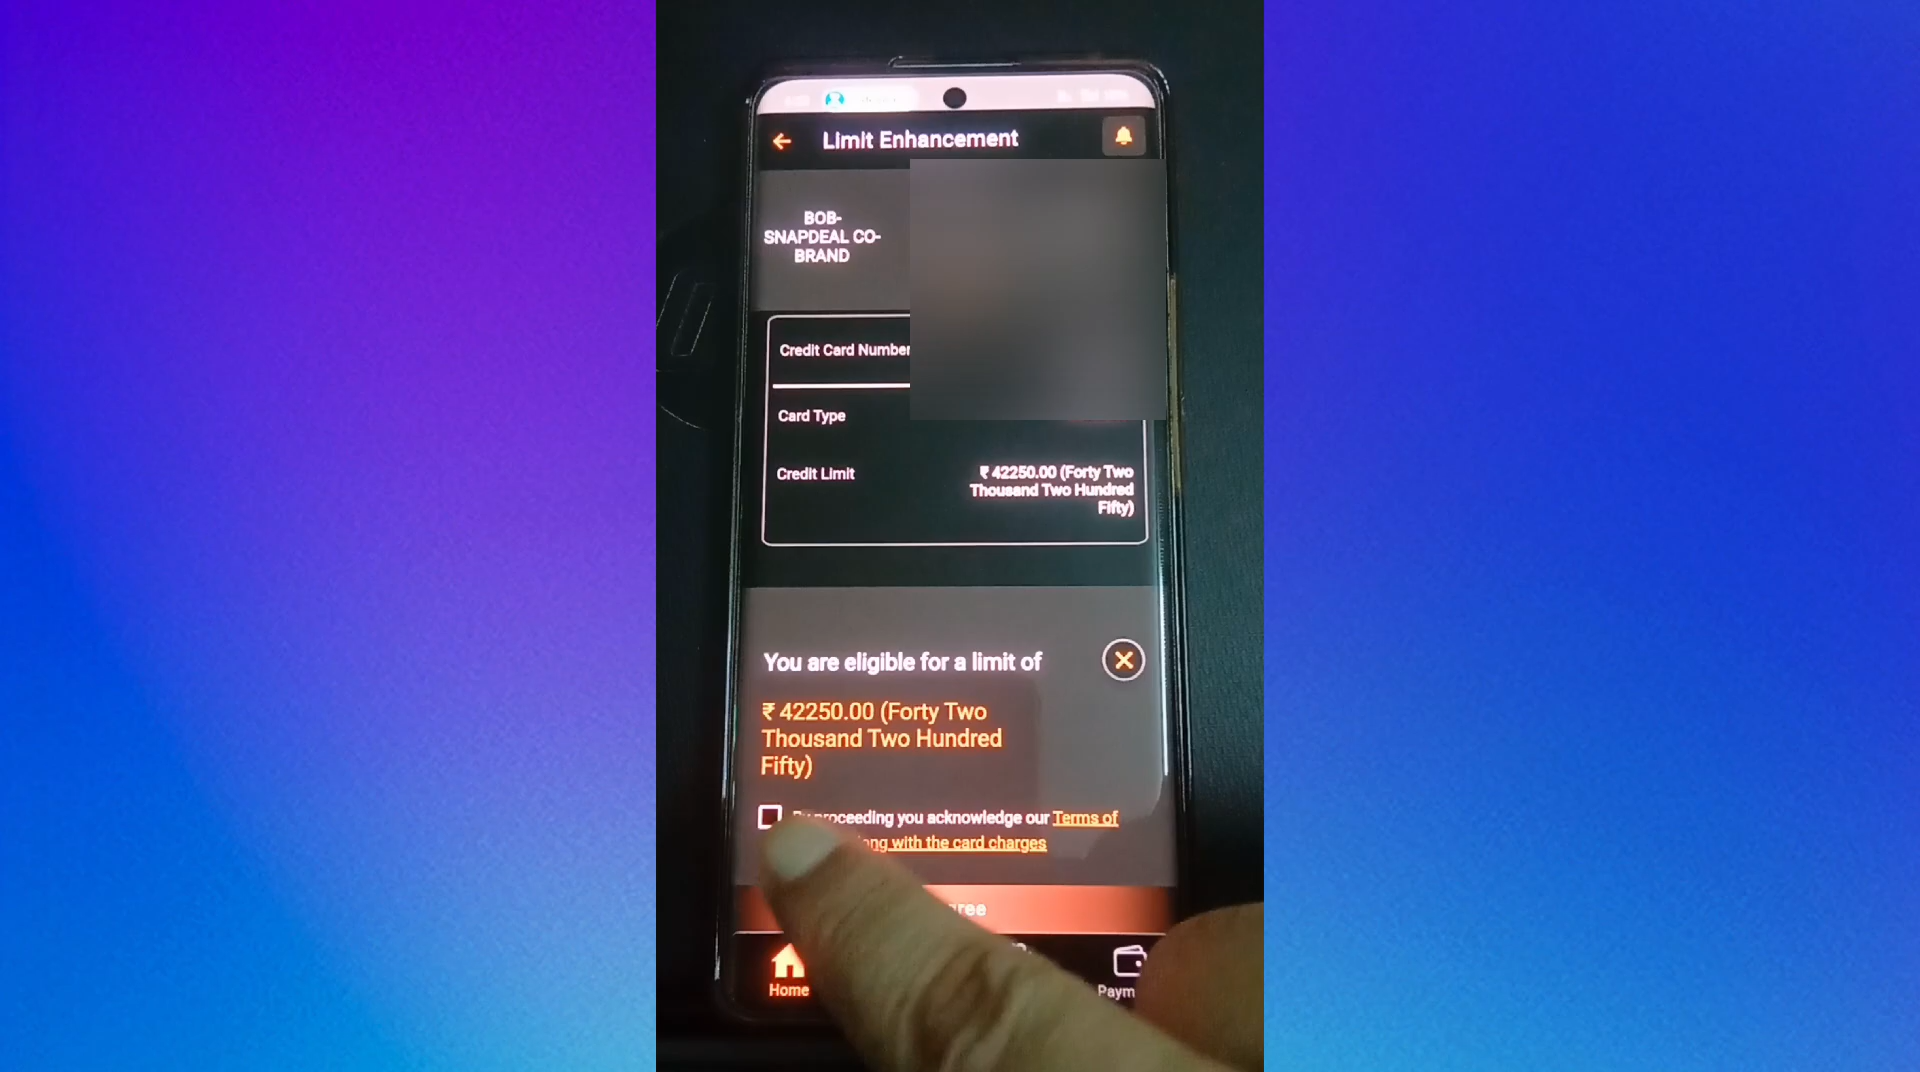 Limit Enhancement
BOB-
SNAPDEAL CO-
BRAND
Credit Card Number
Card Type
Credit Limit
₹ 42250.00 (Forty Two
Thousand Two Hundred
Fifty)
You are eligible for a limit of
₹ 42250.00 (Forty Two
Thousand Two Hundred
Fifty)
By proceeding you acknowledge our Terms of
with the card charges
Home